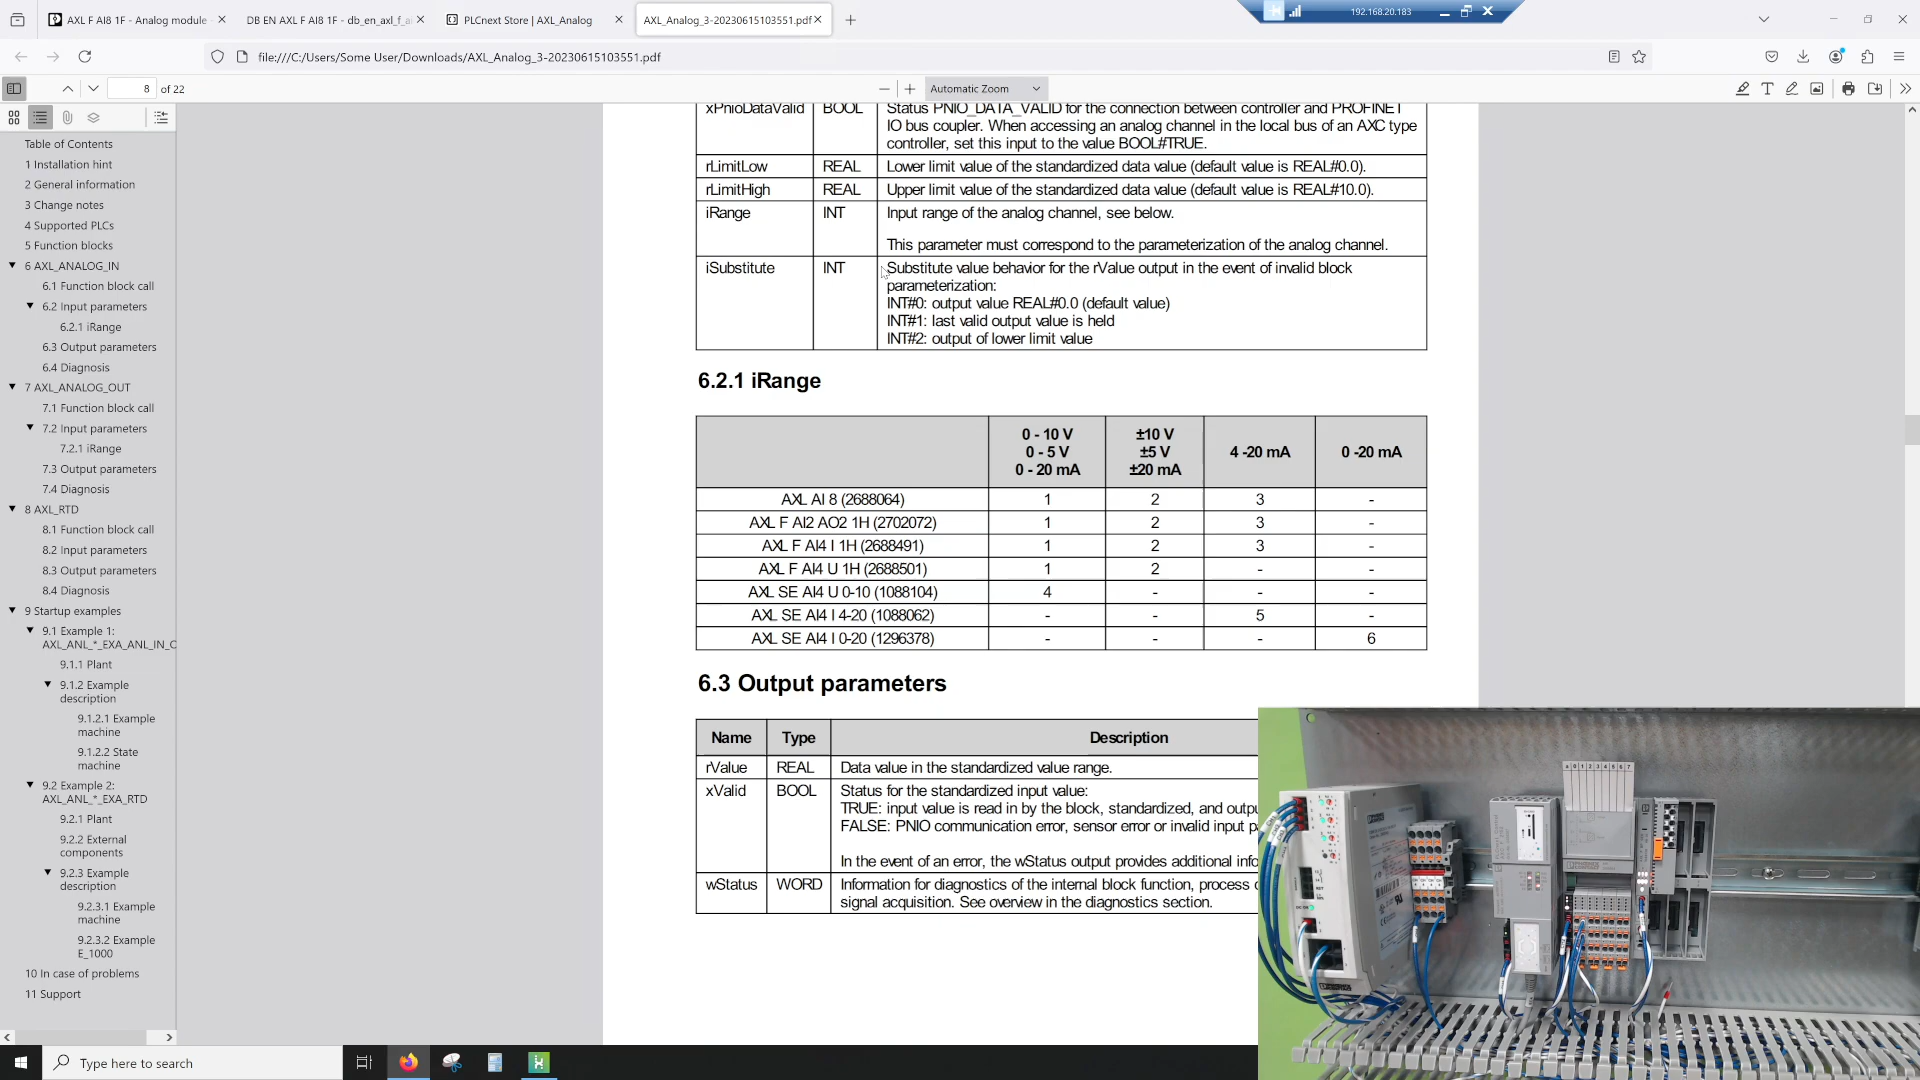 AXL F AI8 1F - Analog module -
DB EN AXL F AI8 1F - db_en_axl_f_ai
PLCnext Store | AXL_Analog
AXL_Analog_3-20230615103551.pdf
192.168.20.183
file:///C:/Users/Some User/Downloads/AXL_Analog_3-20230615103551.pdf
8 of 22
Automatic Zoom
Table of Contents
1 Installation hint
2 General information
3 Change notes
4 Supported PLCs
5 Function blocks
6 AXL_ANALOG_IN
6.1 Function block call
6.2 Input parameters
6.2.1 iRange
6.3 Output parameters
6.4 Diagnosis
7 AXL_ANALOG_OUT
7.1 Function block call
7.2 Input parameters
7.2.1 iRange
7.3 Output parameters
7.4 Diagnosis
8 AXL_RTD
8.1 Function block call
8.2 Input parameters
8.3 Output parameters
8.4 Diagnosis
9 Startup examples
9.1 Example 1:
AXL_ANL_*_EXA_ANL_IN_O
9.1.1 Plant
9.1.2 Example
description
9.1.2.1 Example
machine
9.1.2.2 State
machine
9.2 Example 2:
AXL_ANL_*_EXA_RTD
9.2.1 Plant
9.2.2 External
components
9.2.3 Example
description
9.2.3.1 Example
machine
9.2.3.2 Example
E_1000
10 In case of problems
11 Support
xPnioDataValid BOOL Status PNIO_DATA_VALID for the connection between controller and PROFINET
IO bus coupler. When accessing an analog channel in the local bus of an AXC type
controller, set this input to the value BOOL#TRUE.
rLimitLow REAL Lower limit value of the standardized data value (default value is REAL#0.0).
rLimitHigh REAL Upper limit value of the standardized data value (default value is REAL#10.0).
iRange INT Input range of the analog channel, see below.
This parameter must correspond to the parameterization of the analog channel.
iSubstitute INT Substitute value behavior for the rValue output in the event of invalid block
parameterization:
INT#0: output value REAL#0.0 (default value)
INT#1: last valid output value is held
INT#2: output of lower limit value
6.2.1 iRange
0 - 10 V ±10 V
0 - 5 V ±5 V 4 -20 mA 0 -20 mA
0 - 20 mA ±20 mA
AXL AI 8 (2688064) 1 2 3 -
AXL F AI2 AO2 1H (2702072) 1 2 3 -
AXL F AI4 I 1H (2688491) 1 2 3 -
AXL F AI4 U 1H (2688501) 1 2 - -
AXL SE AI4 U 0-10 (1088104) 4 - - -
AXL SE AI4 I 4-20 (1088062) - - 5 -
AXL SE AI4 I 0-20 (1296378) - - - 6
6.3 Output parameters
Name Type Description
rValue REAL Data value in the standardized value range.
xValid BOOL Status for the standardized input value:
TRUE: input value is read in by the block, standardized, and outpu
FALSE: PNIO communication error, sensor error or invalid input p
In the event of an error, the wStatus output provides additional info
wStatus WORD Information for diagnostics of the internal block function, process o
signal acquisition. See overview in the diagnostics section.
Type here to search